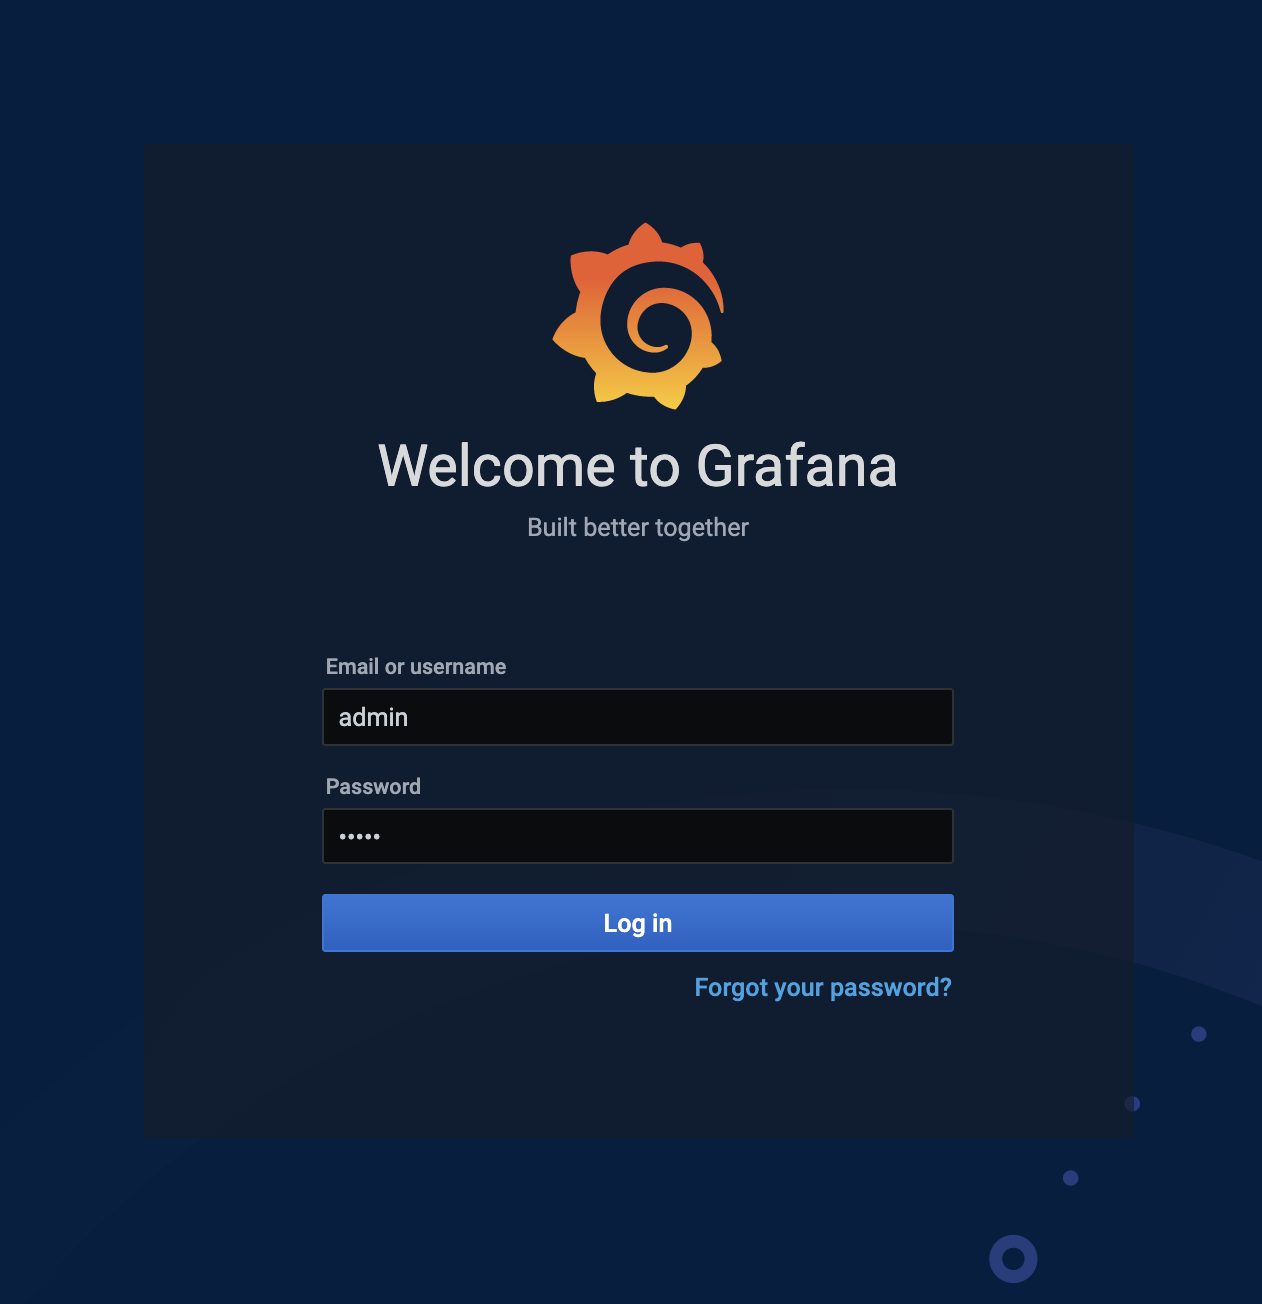 Welcome to Grafana
Built better together
Email or username
admin
Password
•••••
Log in
Forgot your password?